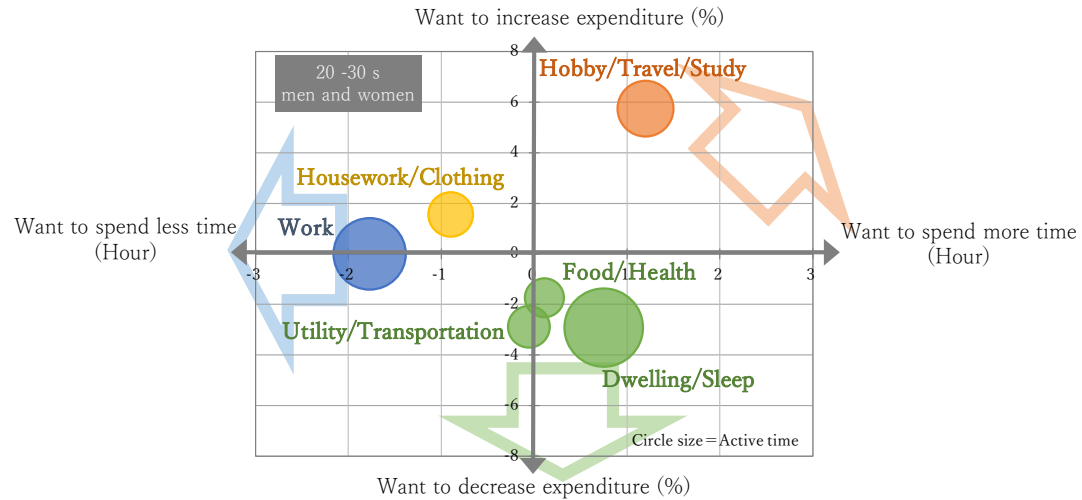 Want to increase expenditure (%)
8
20 -30 s
men and women
Hobby/Travel/Study
6
4
Housework/Clothing
2
Want to spend less time
(Hour)
Work
0
Want to spend more time
(Hour)
-3
-2
-1
0
1
2
3
Food/Health
-2
Utility/Transportation
-4
Dwelling/Sleep
-6
Circle size＝Active time
-8
Want to decrease expenditure (%)